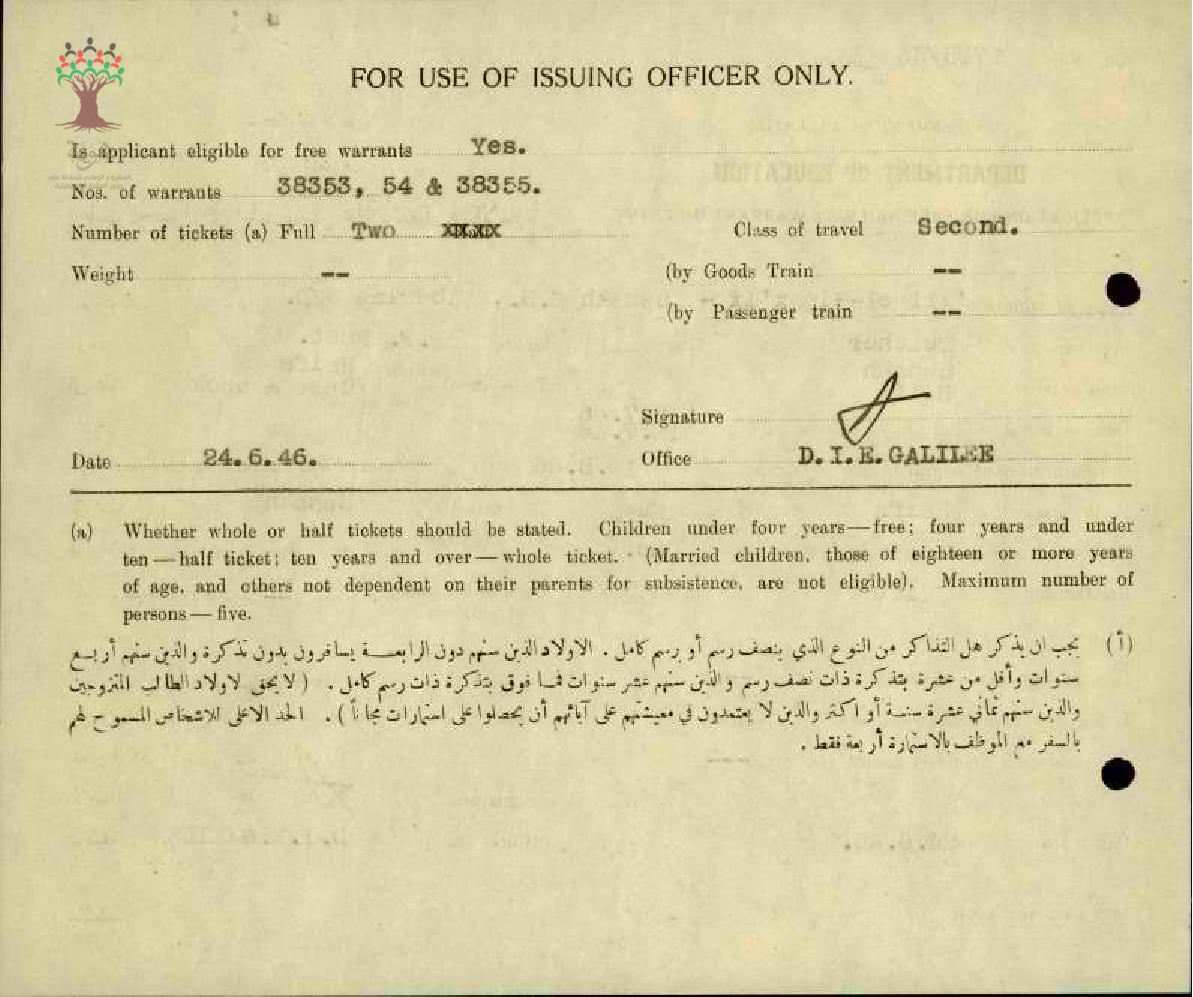 FOR USE OF ISSUING OFFICER ONLY.
Is applicant eligible for free warrants Yes.
Nos. of warrants 38353, 54 & 38355.
Number of tickets (a) Full Two Class of travel Second.
Weight -- (by Goods Train --
(by Passenger train --
Signature
Date 24.6.46. Office D.I.E.GALILEE
(a) Whether whole or half tickets should be stated. Children under four years—free; four years and under
ten—half ticket; ten years and over—whole ticket. (Married children, those of eighteen or more years
of age, and others not dependent on their parents for subsistence, are not eligible). Maximum number of
persons—five.
(أ) يجب ان يذكر هل التذاكر من النوع الذي بنصف رسم أو برسم كامل . الاولاد الذين سنهم دون الرابعة يسافرون بدون تذكرة والذين سنهم أربع
سنوات وأقل من عشرة بتذكرة ذات نصف رسم والذين سنهم عشر سنوات فما فوق بتذكرة ذات رسم كامل . ( لا يحق لاولاد الطالب المتزوجين
والذين سنهم ثماني عشرة سنة أو اكثر والذين لا يعتمدون في معيشتهم على آبائهم أن يحصلوا على استمارات مجاناً ) . الحد الاعلى للاشخاص المسموح لهم
بالسفر مع الموظف بالاستمارة أربعة فقط .